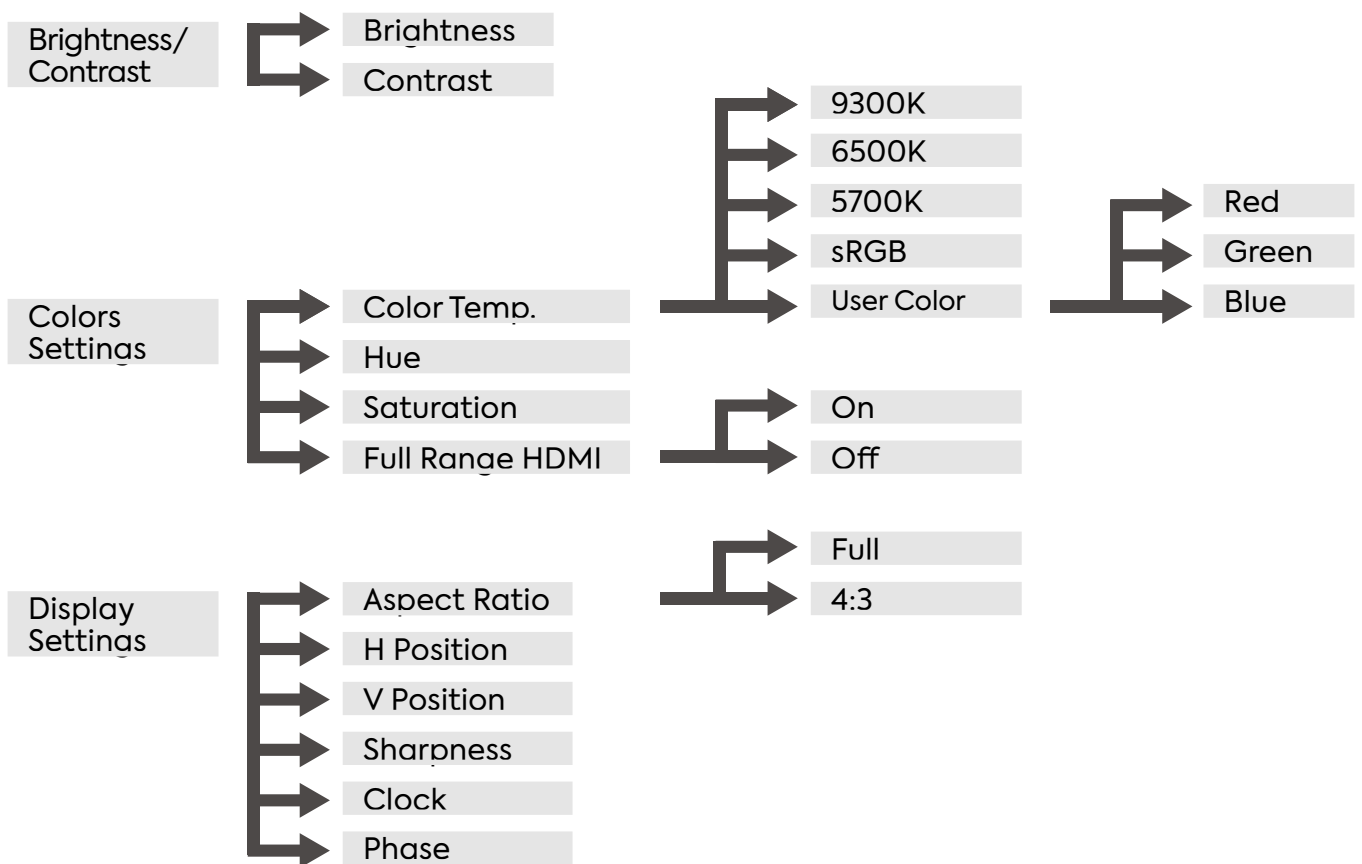 Brightness/
Contrast
Brightness
Contrast
9300K
6500K
5700K
sRGB
User Color
Red
Green
Blue
Colors
Settings
Color Temp.
Hue
Saturation
Full Range HDMI
On
Off
Full
4:3
Display
Settings
Aspect Ratio
H Position
V Position
Sharpness
Clock
Phase